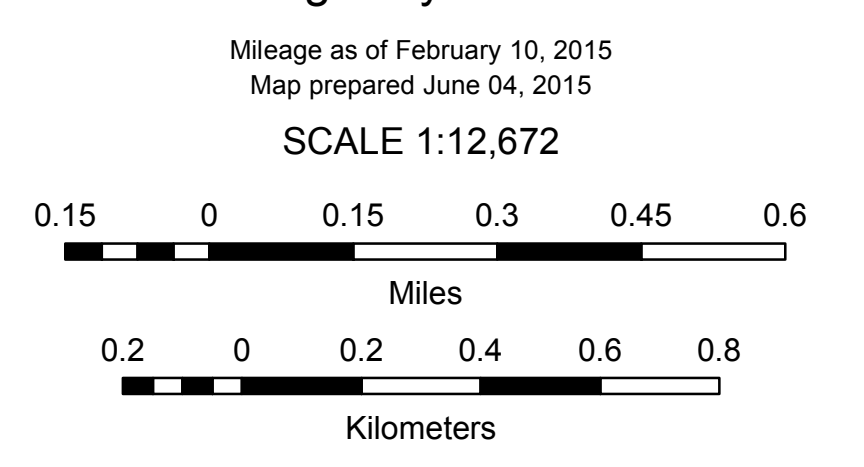 Mileage as of February 10, 2015
Map prepared June 04, 2015
SCALE 1:12,672
0.15 0 0.15 0.3 0.45 0.6
Miles
0.2 0 0.2 0.4 0.6 0.8
Kilometers